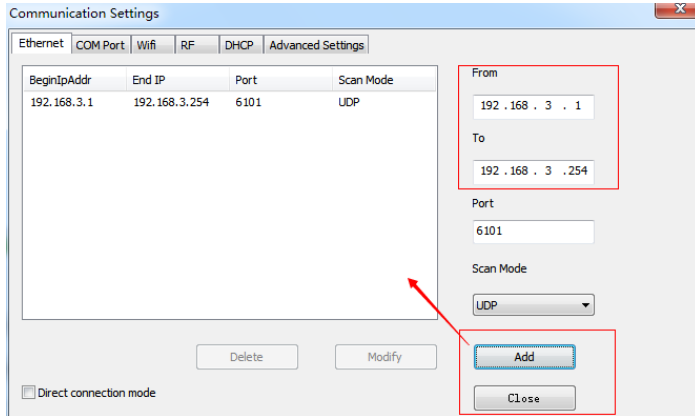 Communication Settings
X
Ethernet COM Port Wifi RF DHCP Advanced Settings
BeginIpAddr End IP Port Scan Mode
192.168.3.1 192.168.3.254 6101 UDP
From
192 . 168 . 3 . 1
To
192 . 168 . 3 . 254
Port
6101
Scan Mode
UDP
Delete Modify Add
Direct connection mode
Close